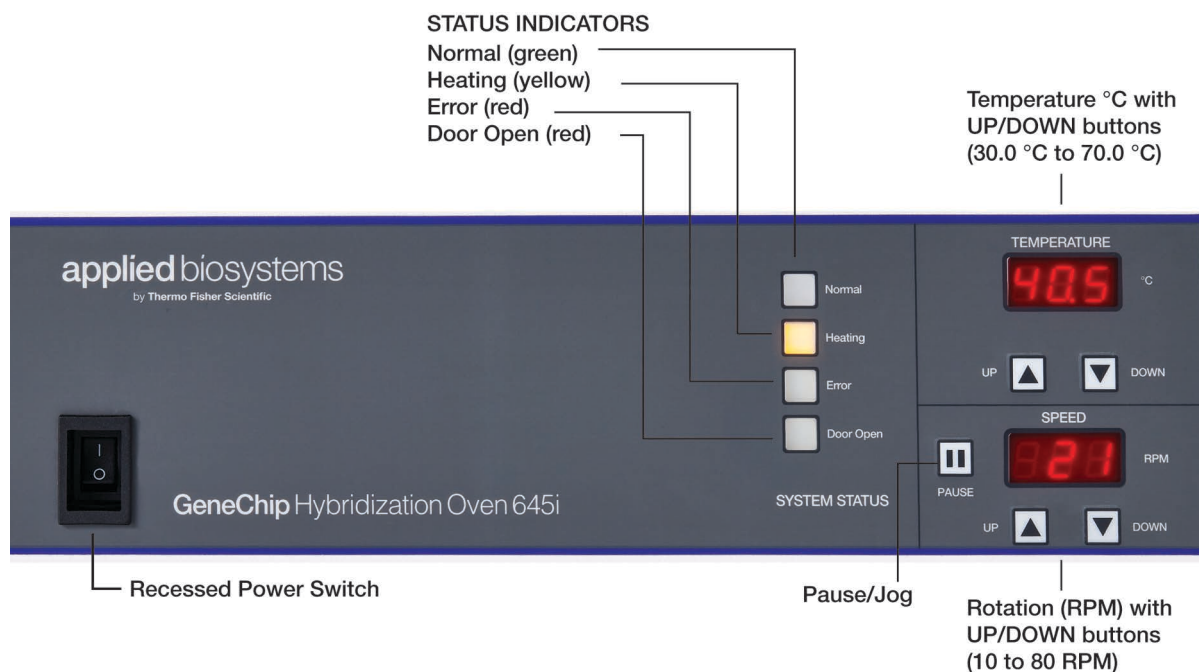 STATUS INDICATORS
Normal (green)
Heating (yellow)
Error (red)
Door Open (red)
Temperature °C with
UP/DOWN buttons
(30.0 °C to 70.0 °C)
applied biosystems
by Thermo Fisher Scientific
Normal
Heating
Error
Door Open
SYSTEM STATUS
TEMPERATURE
40.5 °C
UP DOWN
SPEED
21 RPM
PAUSE
UP DOWN
I
O
GeneChip Hybridization Oven 645i
Recessed Power Switch
Pause/Jog
Rotation (RPM) with
UP/DOWN buttons
(10 to 80 RPM)